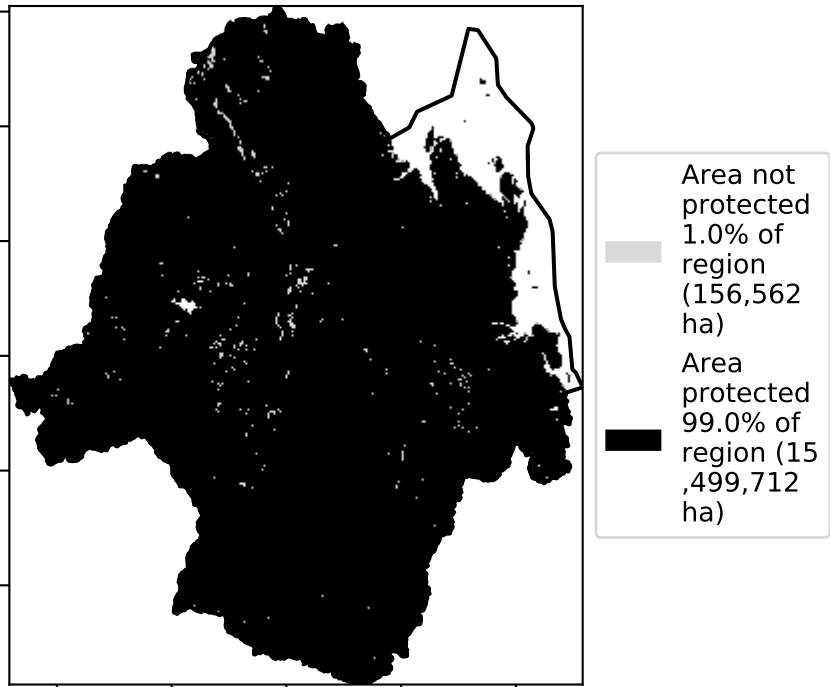 Area not
protected
1.0% of
region
(156,562
ha)
Area
protected
99.0% of
region (15
,499,712
ha)